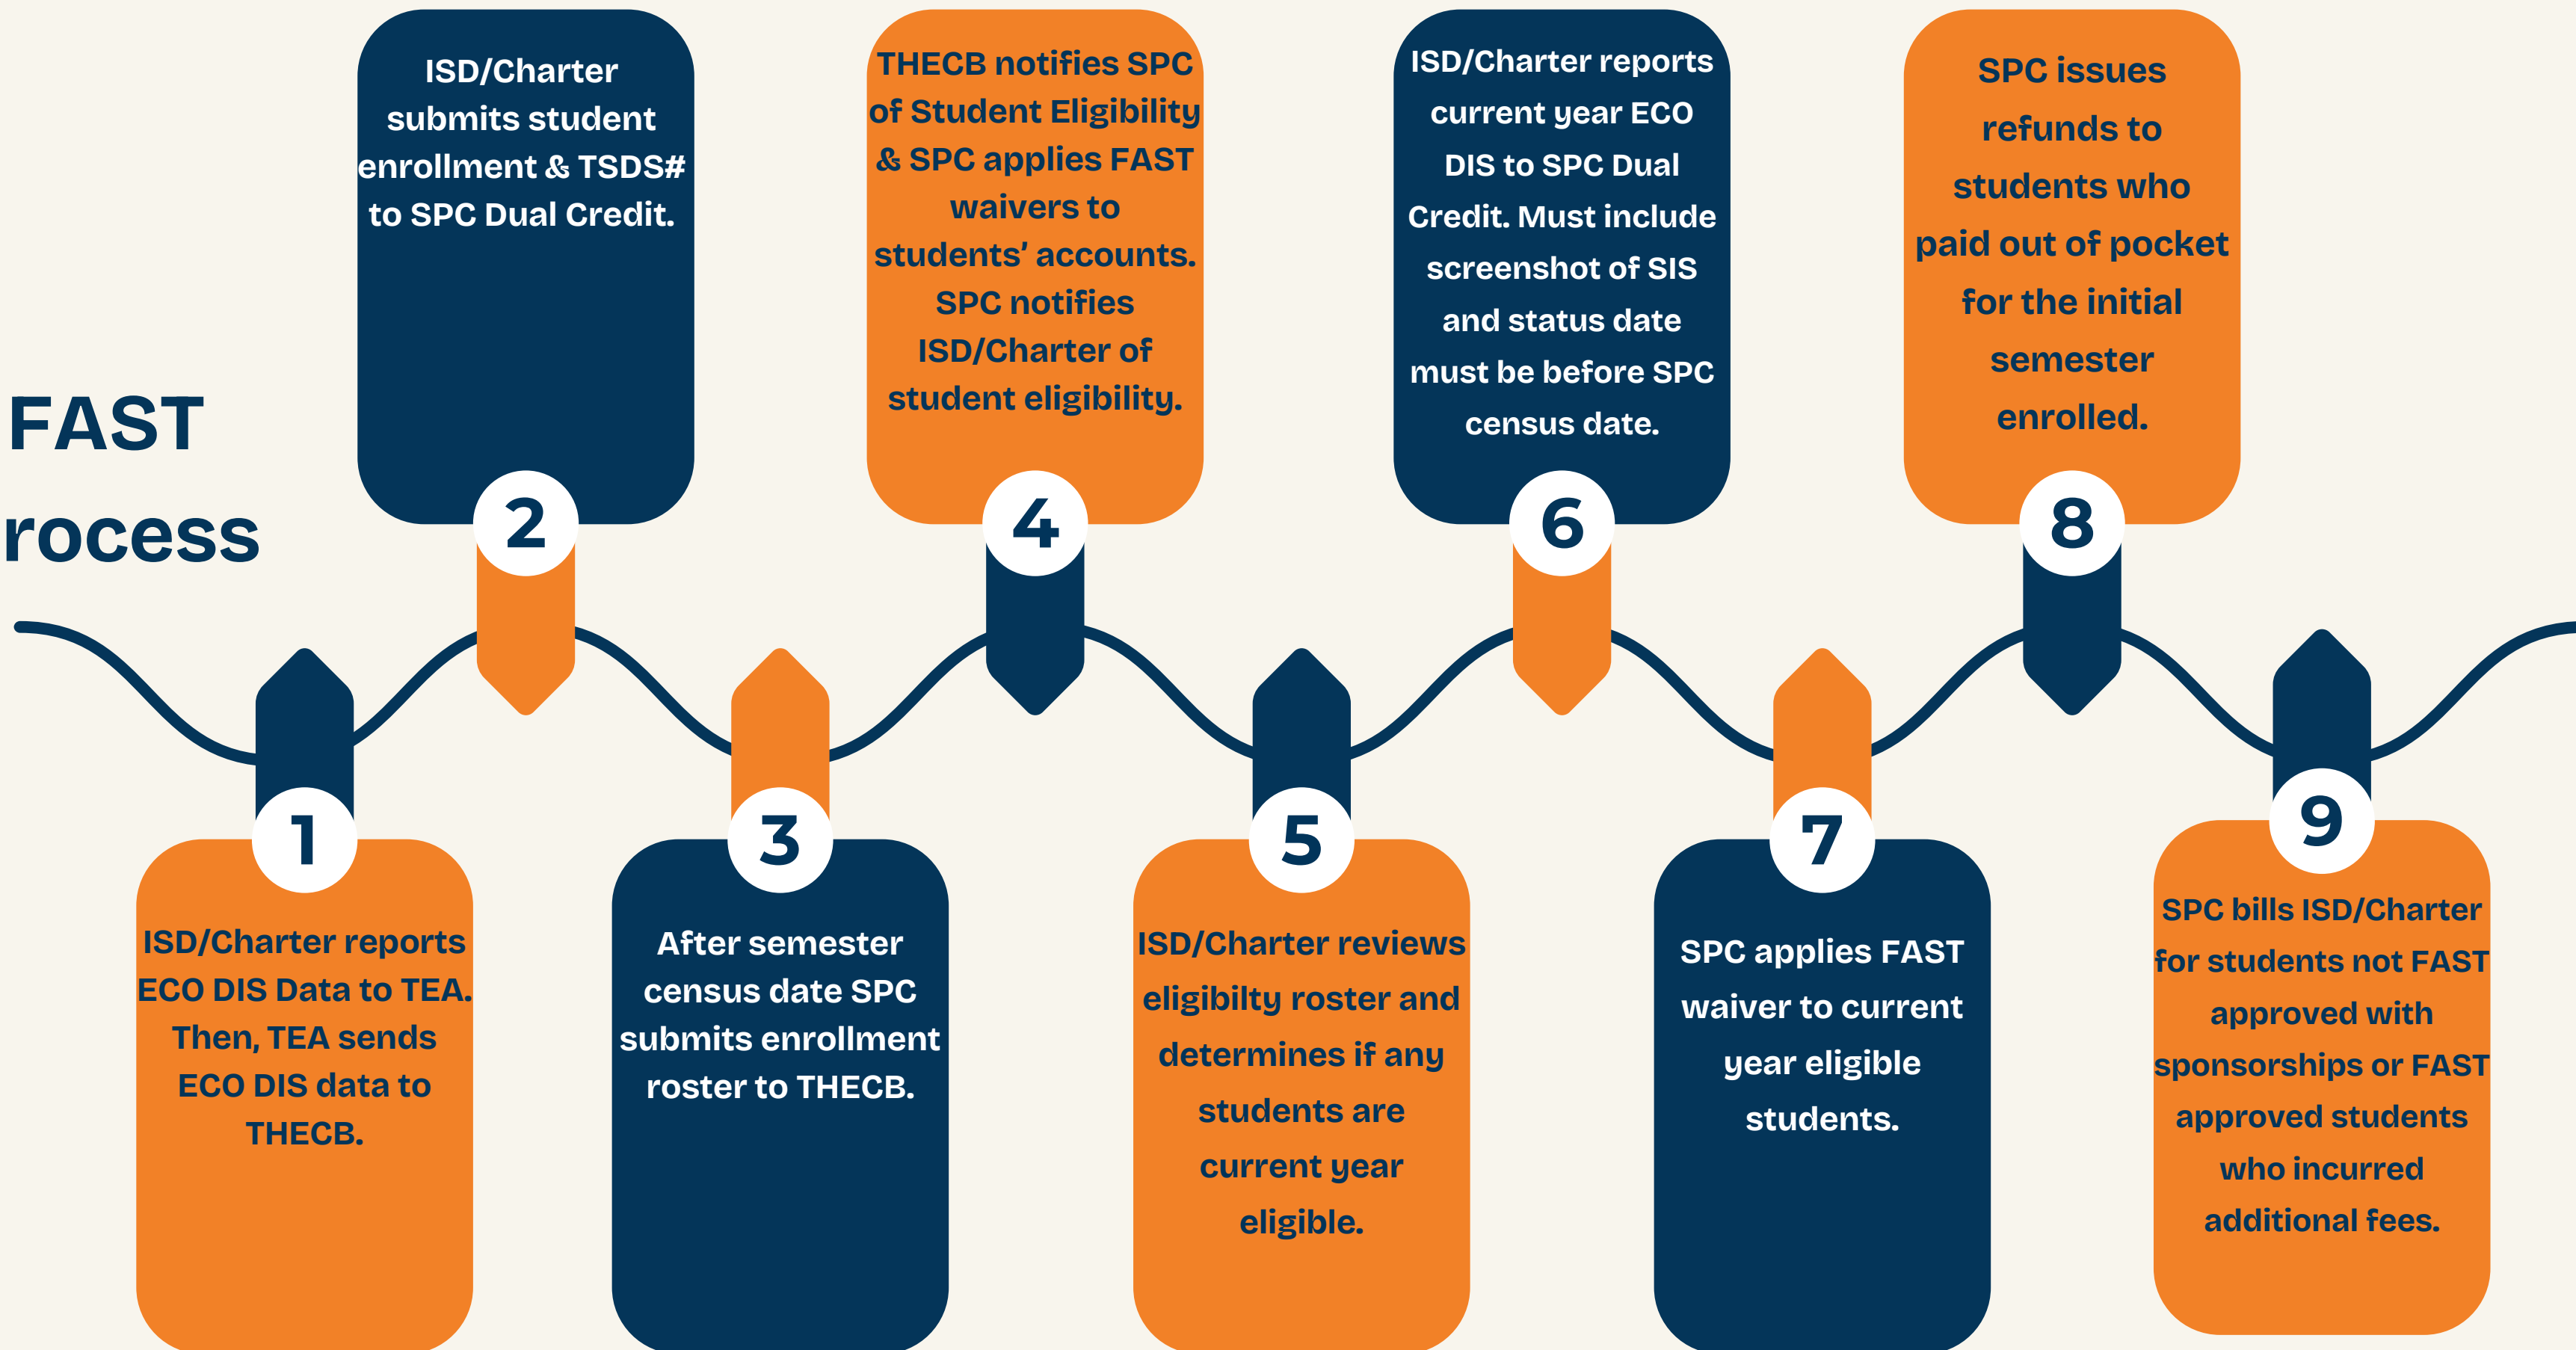 FAST
rocess
1
ISD/Charter reports
ECO DIS Data to TEA.
Then, TEA sends
ECO DIS data to
THECB.
2
ISD/Charter
submits student
enrollment & TSDS#
to SPC Dual Credit.
3
After semester
census date SPC
submits enrollment
roster to THECB.
4
THECB notifies SPC
of Student Eligibility
& SPC applies FAST
waivers to
students’ accounts.
SPC notifies
ISD/Charter of
student eligibility.
5
ISD/Charter reviews
eligibilty roster and
determines if any
students are
current year
eligible.
6
ISD/Charter reports
current year ECO
DIS to SPC Dual
Credit. Must include
screenshot of SIS
and status date
must be before SPC
census date.
7
SPC applies FAST
waiver to current
year eligible
students.
8
SPC issues
refunds to
students who
paid out of pocket
for the initial
semester
enrolled.
9
SPC bills ISD/Charter
for students not FAST
approved with
sponsorships or FAST
approved students
who incurred
additional fees.